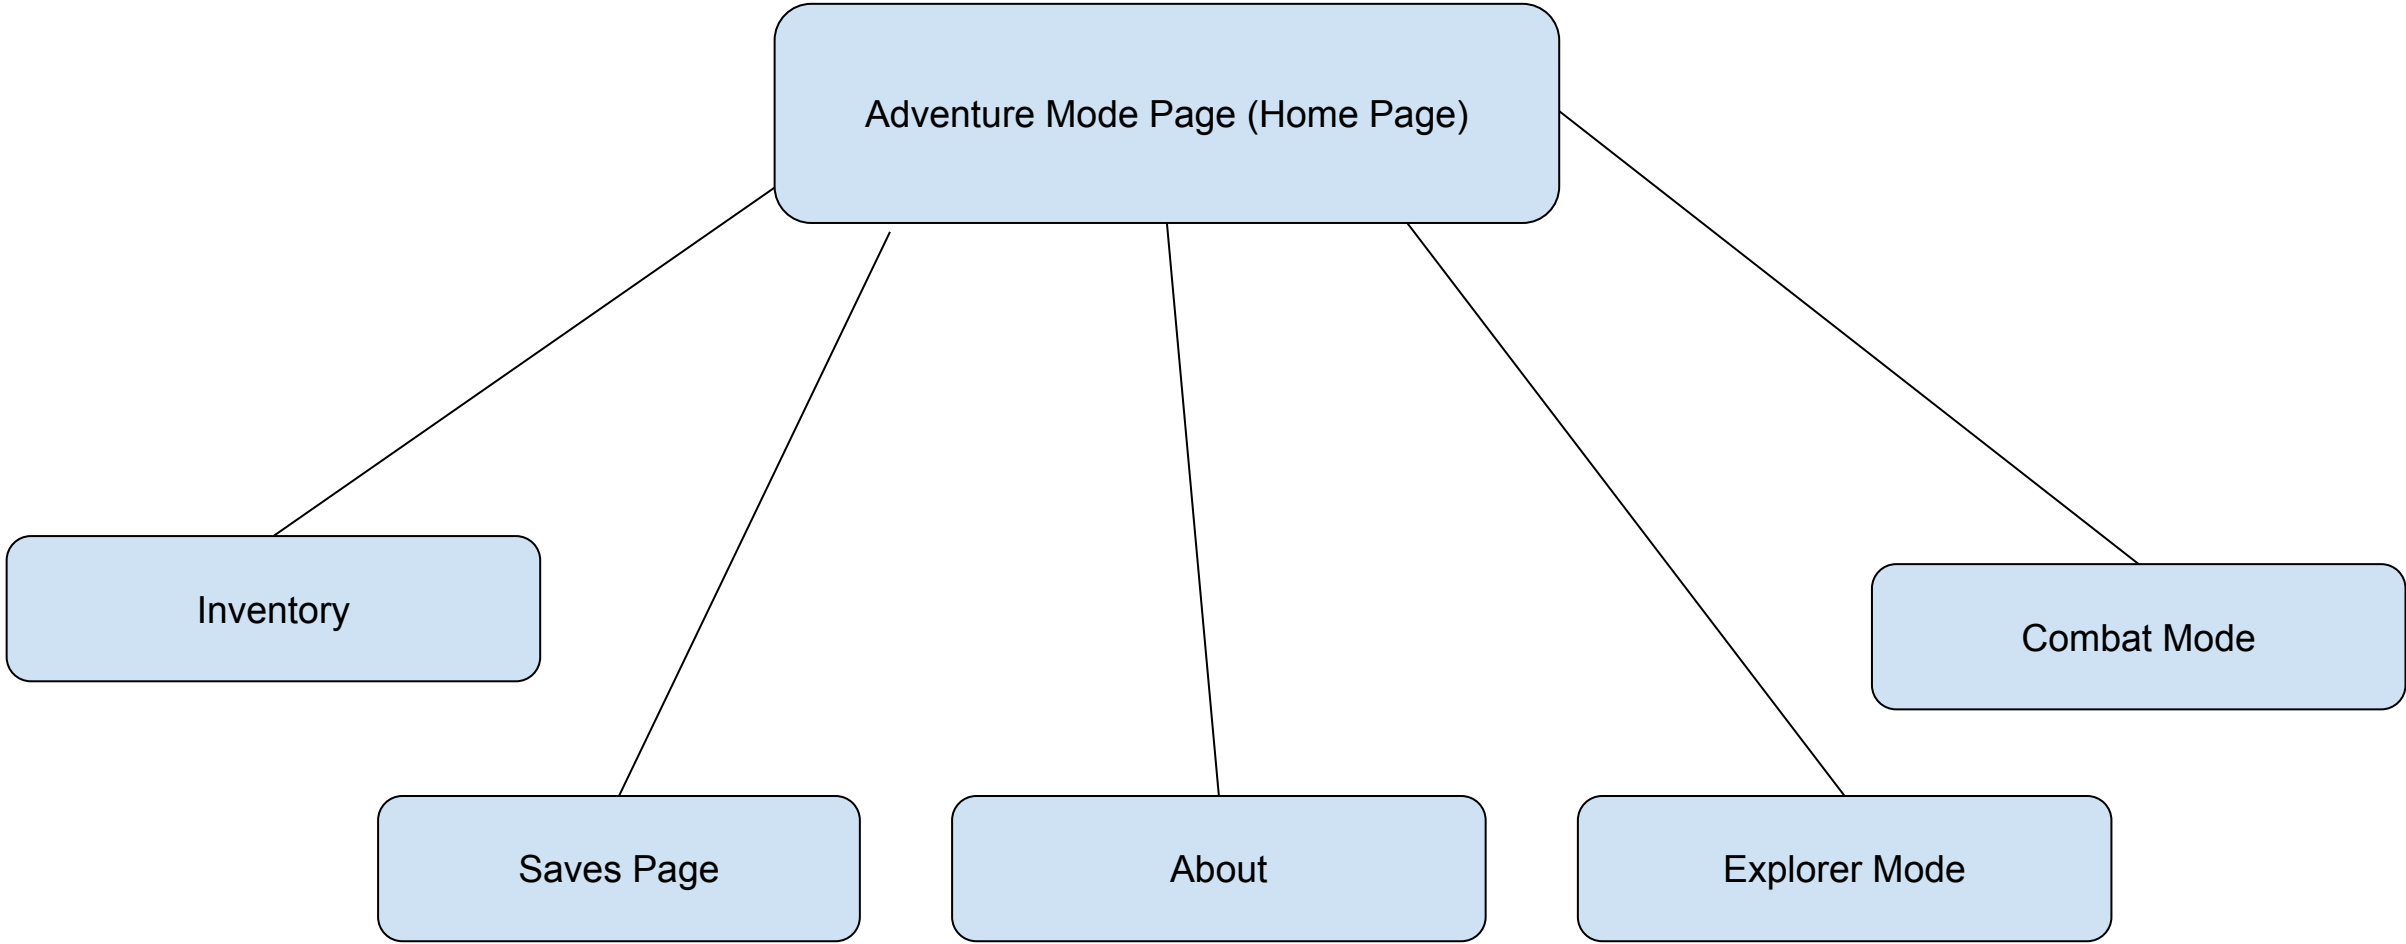 Adventure Mode Page (Home Page)
Inventory
Combat Mode
Saves Page
About
Explorer Mode